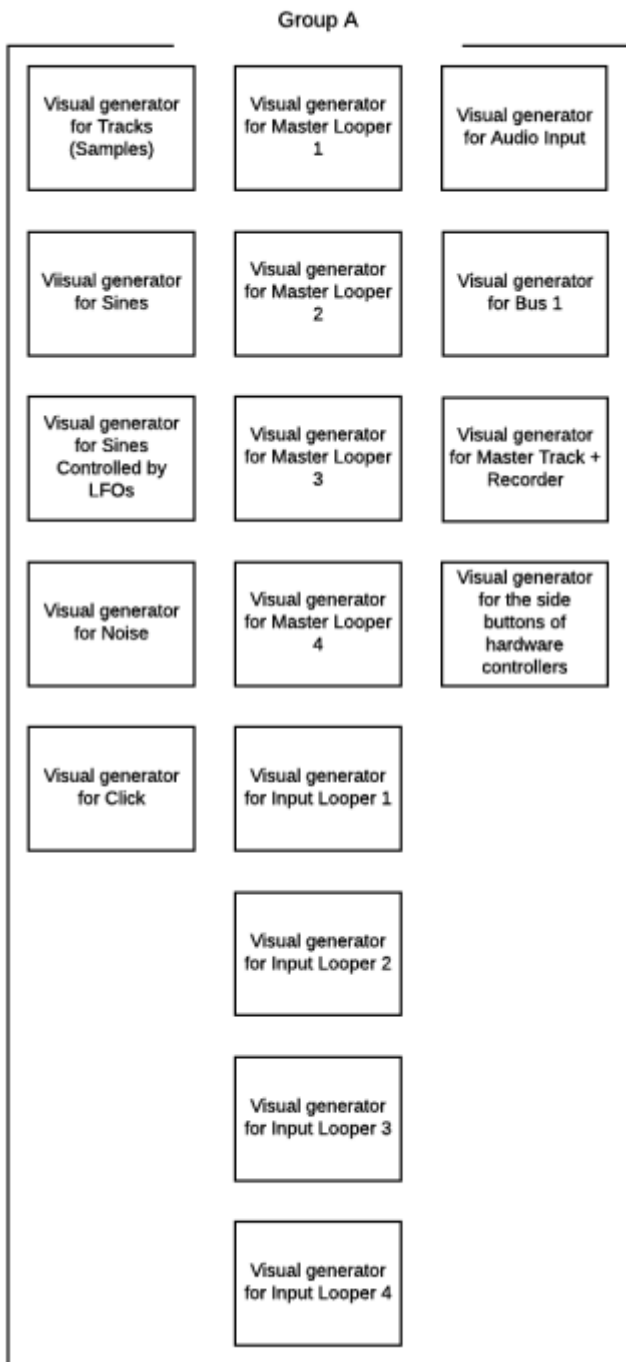 Group A
Visual generator
for Tracks
(Samples)
Viisual generator
for Sines
Visual generator
for Sines
Controlled by
LFOs
Visual generator
for Noise
Visual generator
for Click
Visual generator
for Master Looper
1
Visual generator
for Master Looper
2
Visual generator
for Master Looper
3
Visual generator
for Master Looper
4
Visual generator
for Input Looper 1
Visual generator
for Input Looper 2
Visual generator
for Input Looper 3
Visual generator
for Input Looper 4
Visual generator
for Audio Input
Visual generator
for Bus 1
Visual generator
for Master Track +
Recorder
Visual generator
for the side
buttons of
hardware
controllers